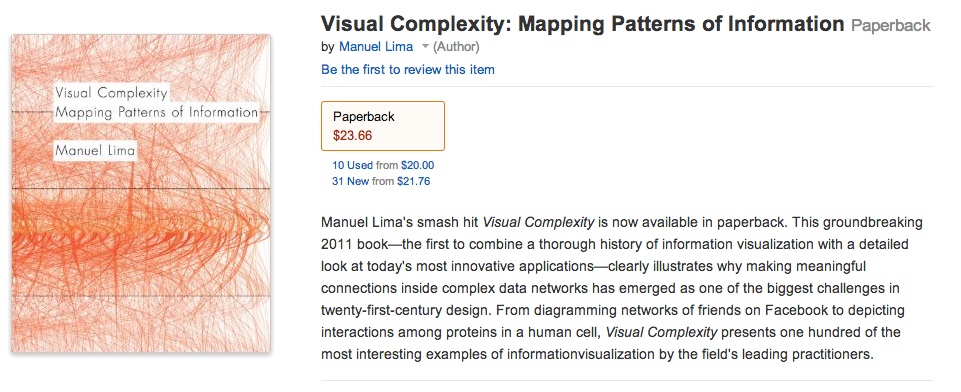 Visual Complexity
Mapping Patterns of Information
Manuel Lima
Visual Complexity: Mapping Patterns of Information Paperback
by Manuel Lima (Author)
Be the first to review this item
Paperback
$23.66
10 Used from $20.00
31 New from $21.76
Manuel Lima's smash hit Visual Complexity is now available in paperback. This groundbreaking
2011 book—the first to combine a thorough history of information visualization with a detailed
look at today's most innovative applications—clearly illustrates why making meaningful
connections inside complex data networks has emerged as one of the biggest challenges in
twenty-first-century design. From diagramming networks of friends on Facebook to depicting
interactions among proteins in a human cell, Visual Complexity presents one hundred of the
most interesting examples of informationvisualization by the field's leading practitioners.